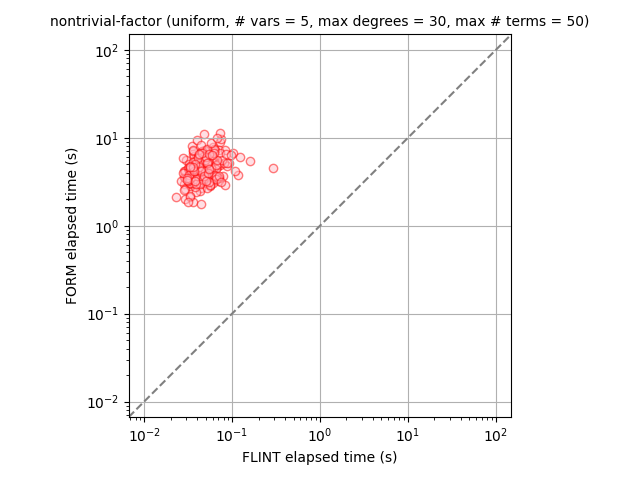 nontrivial-factor (uniform, # vars = 5, max degrees = 30, max # terms = 50)
10²
10¹
10⁰
10⁻¹
10⁻²
FORM elapsed time (s)
10⁻² 10⁻¹ 10⁰ 10¹ 10²
FLINT elapsed time (s)